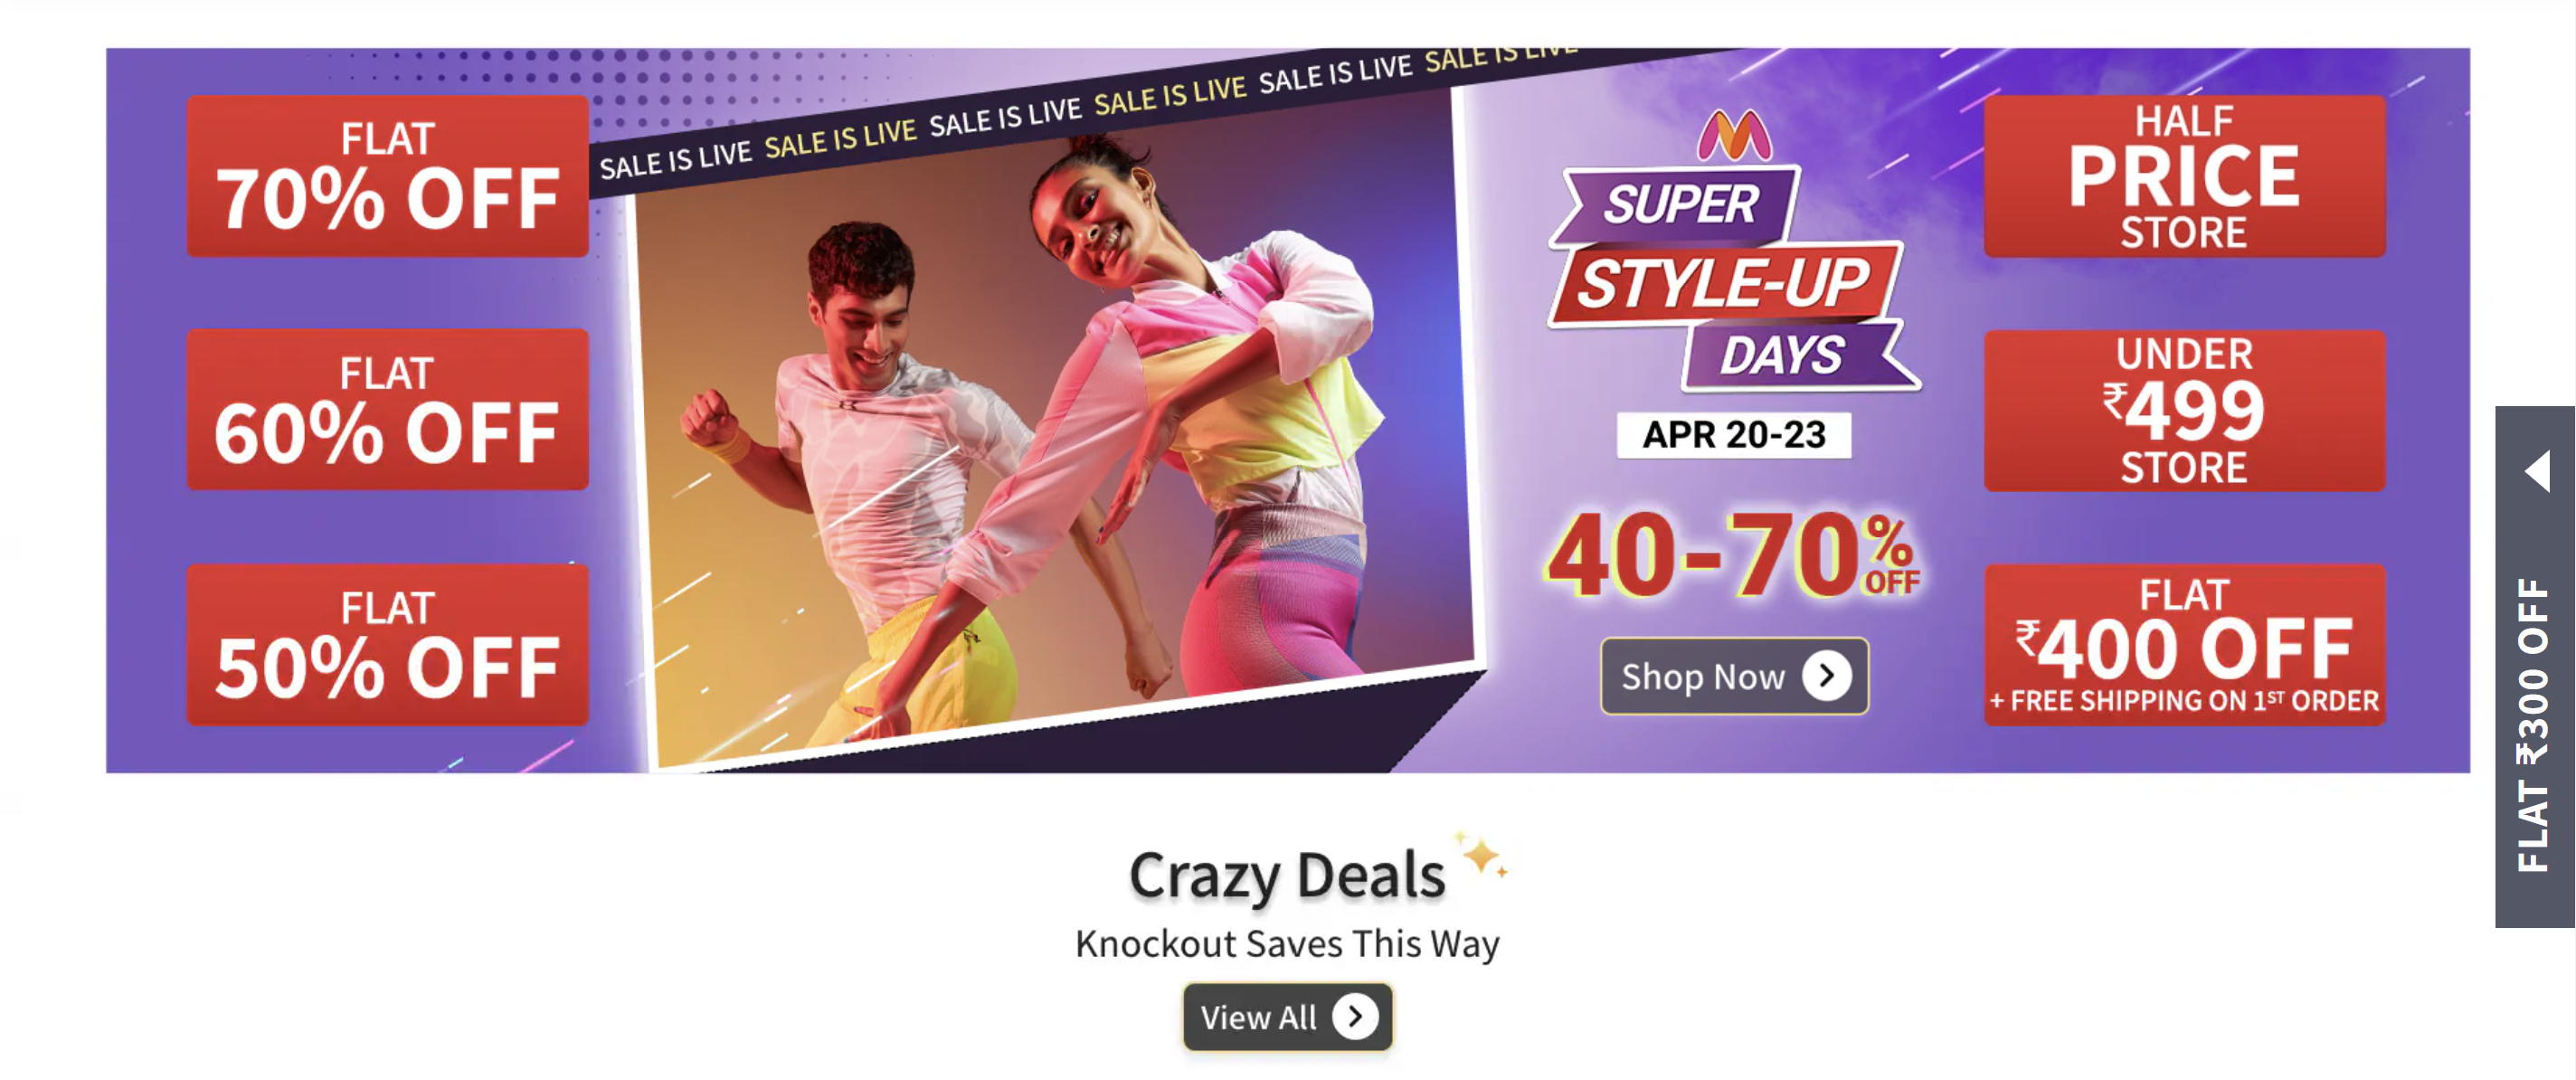 SALE IS LIVE SALE IS LIVE SALE IS LIVE SALE IS LIVE SALE IS LIVE SALE IS LIVE
FLAT
70% OFF
FLAT
60% OFF
FLAT
50% OFF
SUPER
STYLE-UP
DAYS
APR 20-23
40-70% OFF
Shop Now
HALF
PRICE
STORE
UNDER
₹499
STORE
FLAT
₹400 OFF
+ FREE SHIPPING ON 1ST ORDER
FLAT ₹300 OFF
Crazy Deals
Knockout Saves This Way
View All